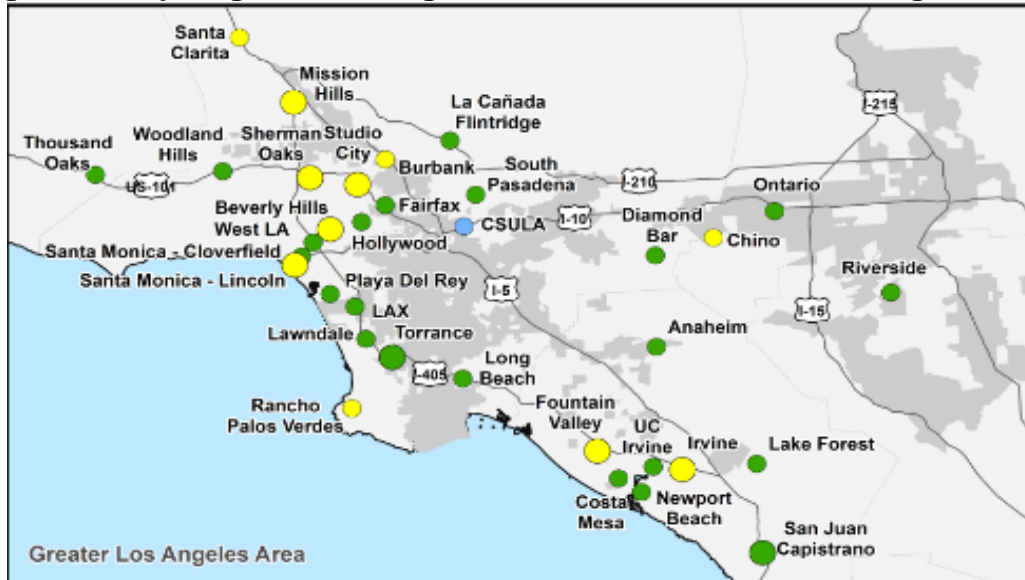 Santa
Clarita
Mission
Hills
La Cañada
Flintridge
Thousand
Oaks
Woodland
Hills
Sherman
Oaks
Studio
City
Burbank
South
Pasadena
US-101
I-210
I-215
Ontario
Beverly Hills
Fairfax
CSULA
I-10
Diamond
Bar
Chino
West LA
Hollywood
Santa Monica - Cloverfield
Santa Monica - Lincoln
Playa Del Rey
I-5
Riverside
I-15
LAX
Lawndale
Torrance
Anaheim
I-405
Long
Beach
Rancho
Palos Verdes
Fountain
Valley
UC
Irvine
Irvine
Lake Forest
Costa
Mesa
Newport
Beach
San Juan
Capistrano
Greater Los Angeles Area